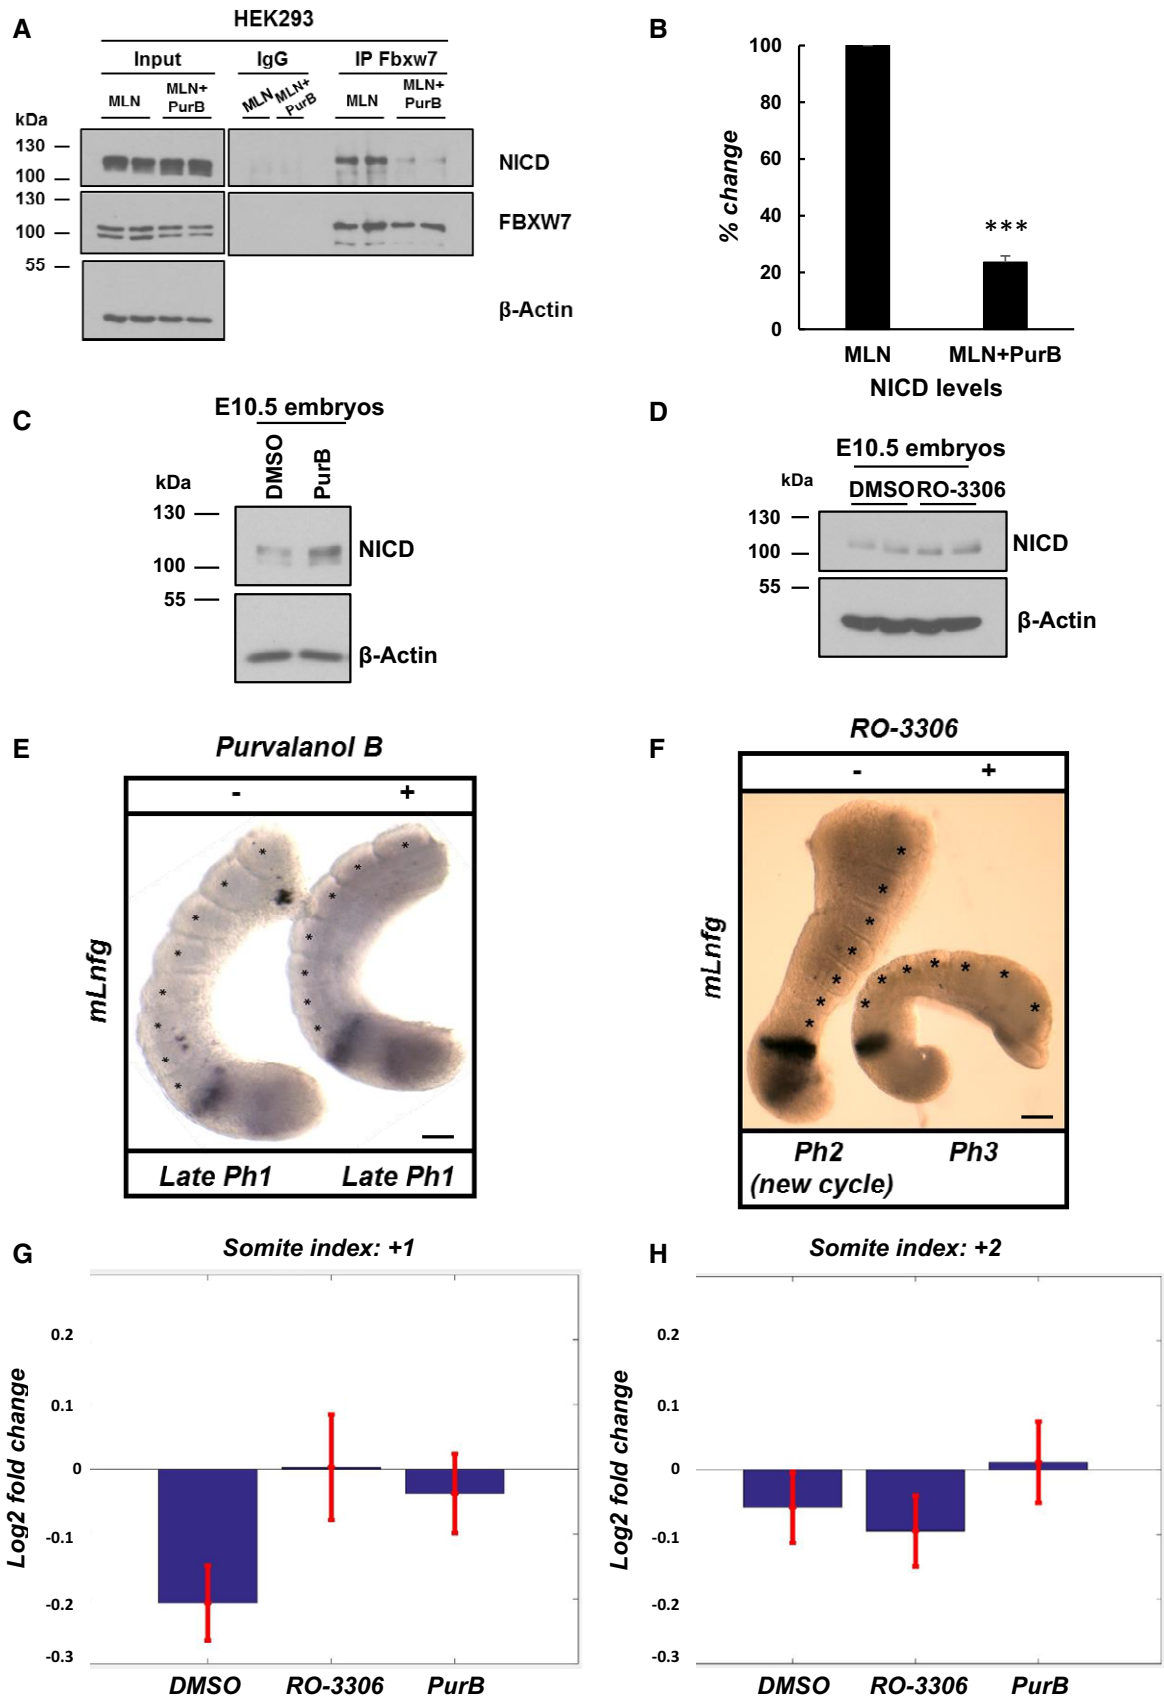 A
HEK293
Input IgG IP Fbxw7
MLN MLN+ PurB MLN MLN+ PurB MLN MLN+ PurB
kDa
130
100
NICD
130
100
FBXW7
55
β-Actin
B
% change
100
80
60
40
20
0
***
MLN MLN+PurB
NICD levels
C
E10.5 embryos
DMSO PurB
kDa
130
100
NICD
55
β-Actin
D
E10.5 embryos
kDa
DMSO RO-3306
130
100
NICD
55
β-Actin
E
Purvalanol B
- +
mLnfg
Late Ph1 Late Ph1
F
RO-3306
- +
mLnfg
Ph2 Ph3
(new cycle)
G
Somite index: +1
Log2 fold change
0.2
0.1
0
-0.1
-0.2
-0.3
DMSO RO-3306 PurB
H
Somite index: +2
Log2 fold change
0.2
0.1
0
-0.1
-0.2
-0.3
DMSO RO-3306 PurB